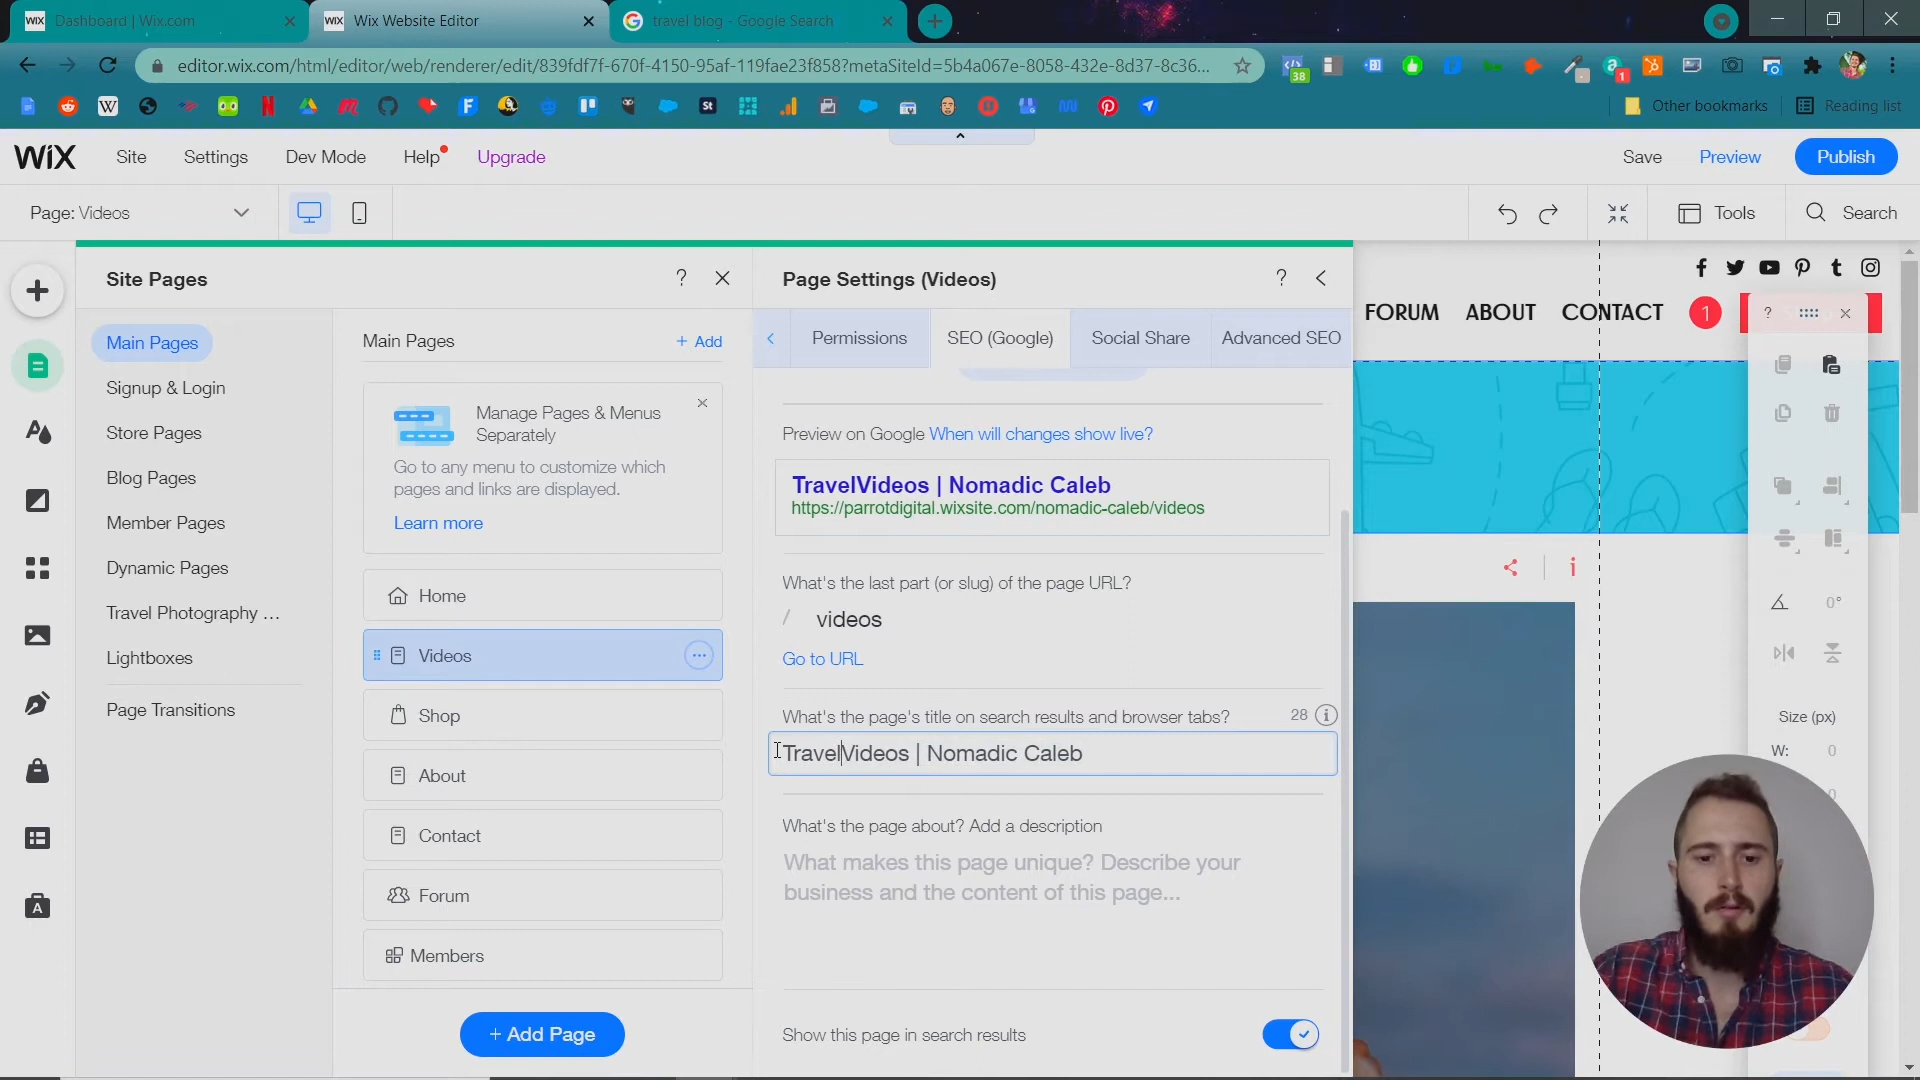 WiX Dashboard | Wix.com
WiX Wix Website Editor
travel blog - Google Search
editor.wix.com/html/editor/web/renderer/edit/839fdf7f-670f-4150-95af-119fae23f858?metaSiteId=5b4a067e-8058-432e-8d37-8c36...
38
1
Other bookmarks
Reading list
WiX
Site
Settings
Dev Mode
Help
Upgrade
Save
Preview
Publish
Page: Videos
Tools
Search
Site Pages
?
Page Settings (Videos)
?
FORUM ABOUT CONTACT
1
?
Main Pages
Signup & Login
Store Pages
Blog Pages
Member Pages
Dynamic Pages
Travel Photography ...
Lightboxes
Page Transitions
Main Pages
+ Add
Manage Pages & Menus
Separately
Go to any menu to customize which
pages and links are displayed.
Learn more
Home
Videos
Shop
About
Contact
Forum
Members
+ Add Page
Permissions
SEO (Google)
Social Share
Advanced SEO
Preview on Google When will changes show live?
TravelVideos | Nomadic Caleb
https://parrotdigital.wixsite.com/nomadic-caleb/videos
What's the last part (or slug) of the page URL?
/ videos
Go to URL
What's the page's title on search results and browser tabs?
28
TravelVideos | Nomadic Caleb
What's the page about? Add a description
What makes this page unique? Describe your
business and the content of this page...
Show this page in search results
0°
Size (px)
W: 0